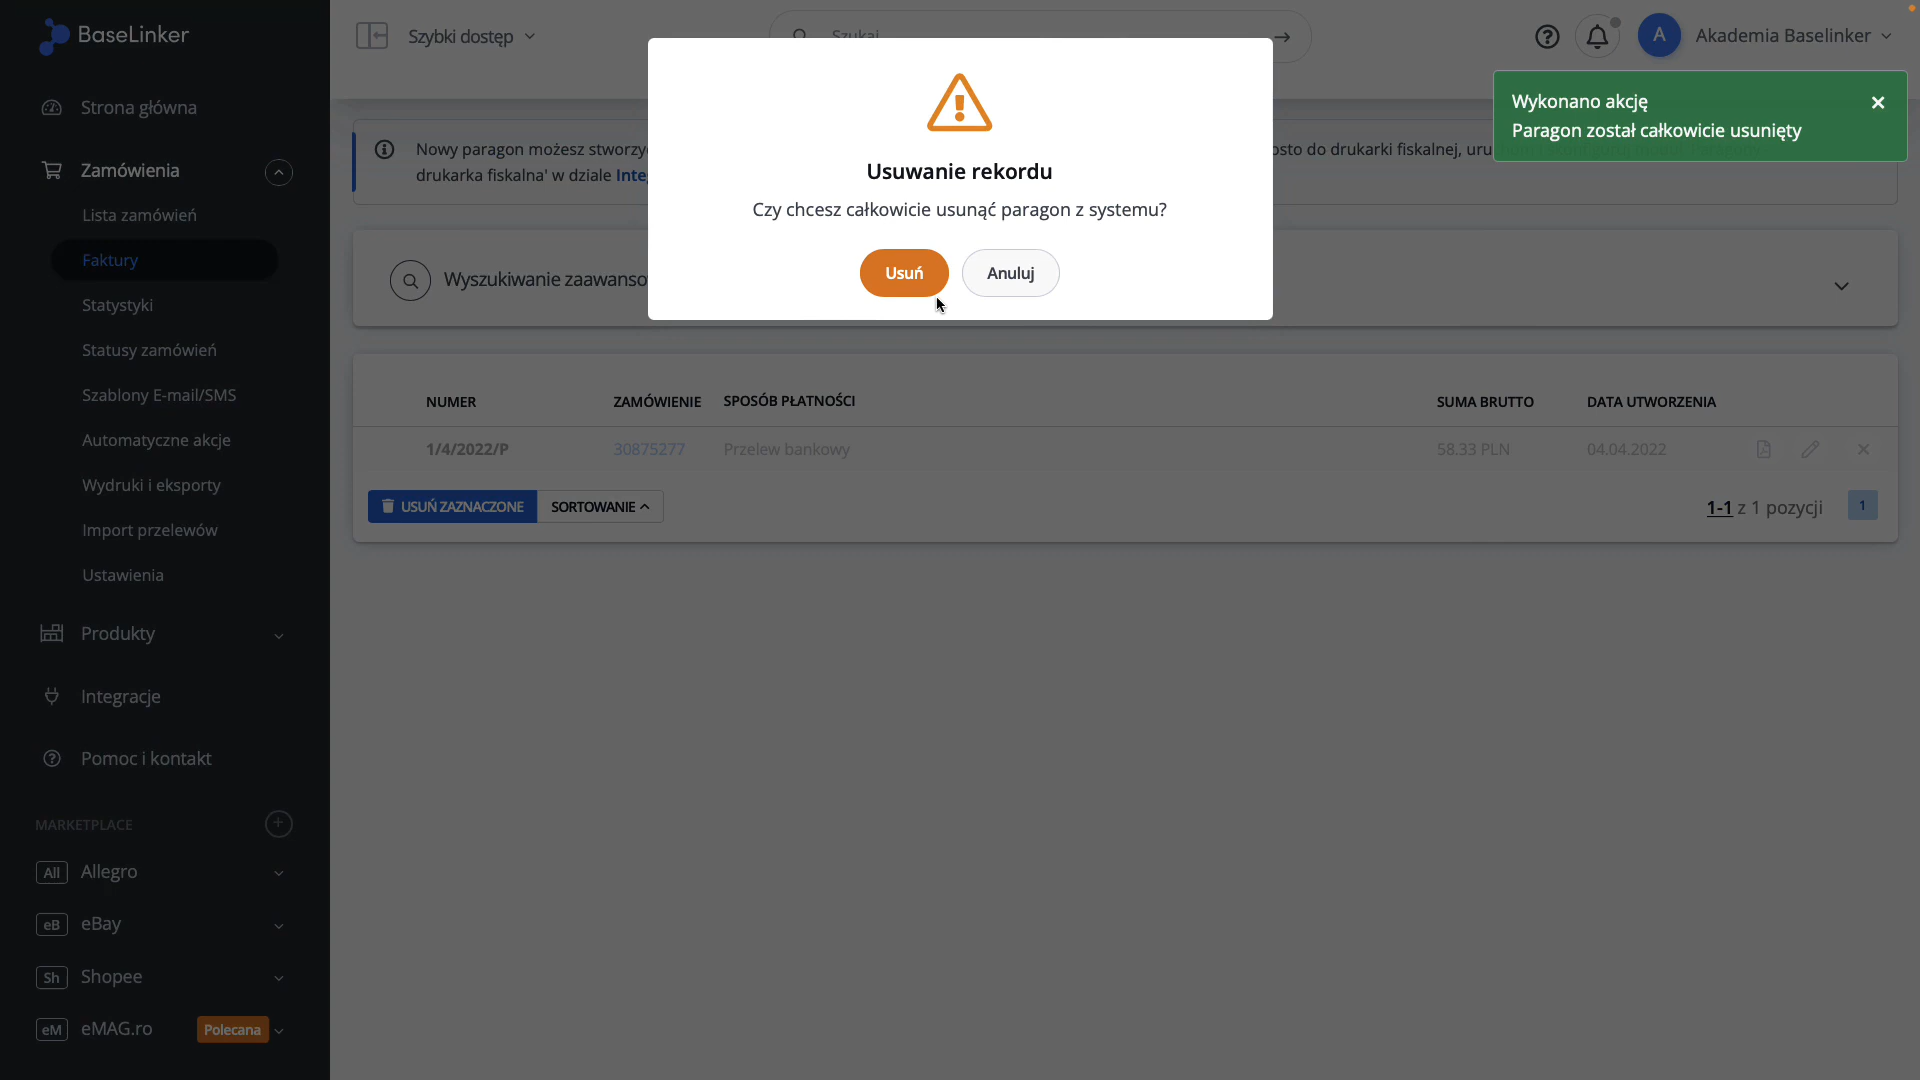 BaseLinker
Szybki dostęp
Szukaj
A
Akademia Baselinker
Strona główna
Zamówienia
Lista zamówień
Faktury
Statystyki
Statusy zamówień
Szablony E-mail/SMS
Automatyczne akcje
Wydruki i eksporty
Import przelewów
Ustawienia
Produkty
Integracje
Pomoc i kontakt
MARKETPLACE
All Allegro
eB eBay
Sh Shopee
eM eMAG.ro Polecana
Wykonano akcję
Paragon został całkowicie usunięty
Nowy paragon możesz stworzy
osto do drukarki fiskalnej, uru
drukarka fiskalna' w dziale Inte
Usuwanie rekordu
Czy chcesz całkowicie usunąć paragon z systemu?
Usuń Anuluj
Wyszukiwanie zaawanso
NUMER ZAMÓWIENIE SPOSÓB PŁATNOŚCI SUMA BRUTTO DATA UTWORZENIA
1/4/2022/P 30875277 Przelew bankowy 58.33 PLN 04.04.2022
USUŃ ZAZNACZONE SORTOWANIE 1-1 z 1 pozycji 1